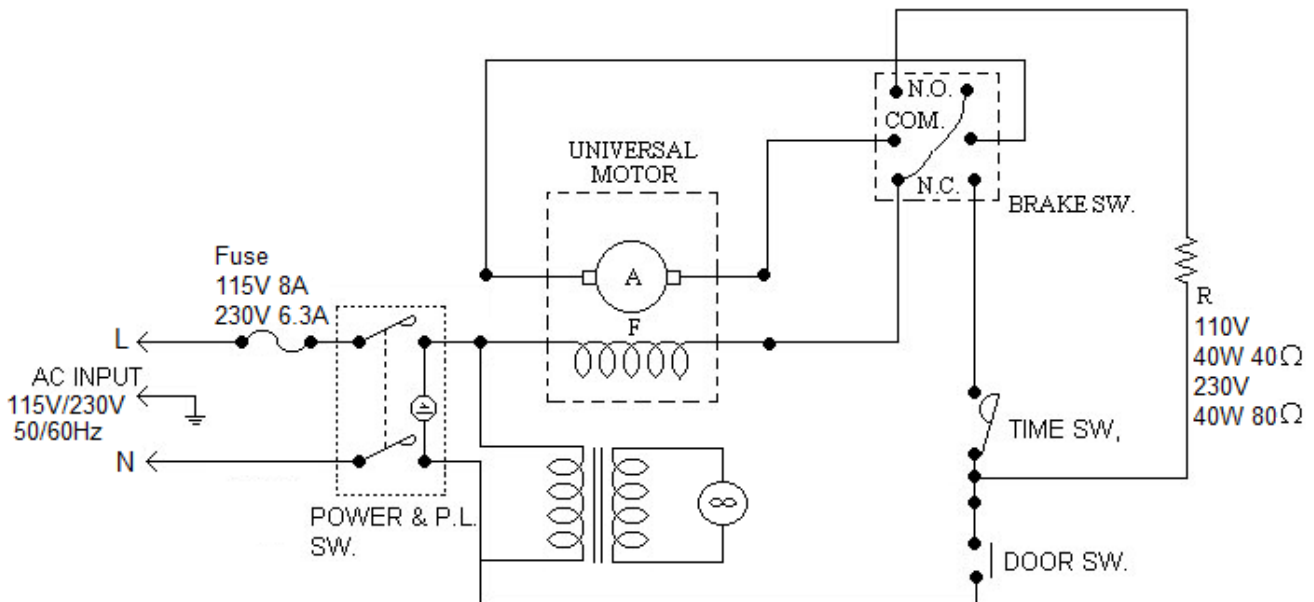 N.O.
COM.
N.C.
BRAKE SW.
UNIVERSAL
MOTOR
A
F
Fuse
115V 8A
230V 6.3A
L
AC INPUT
115V/230V
50/60Hz
N
POWER & P.L.
SW.
R
110V
40W 40Ω
230V
40W 80Ω
TIME SW,
DOOR SW.